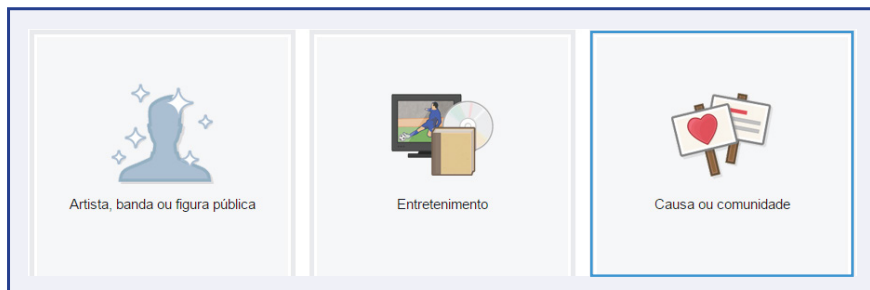 Artista, banda ou figura pública
Entretenimento
Causa ou comunidade